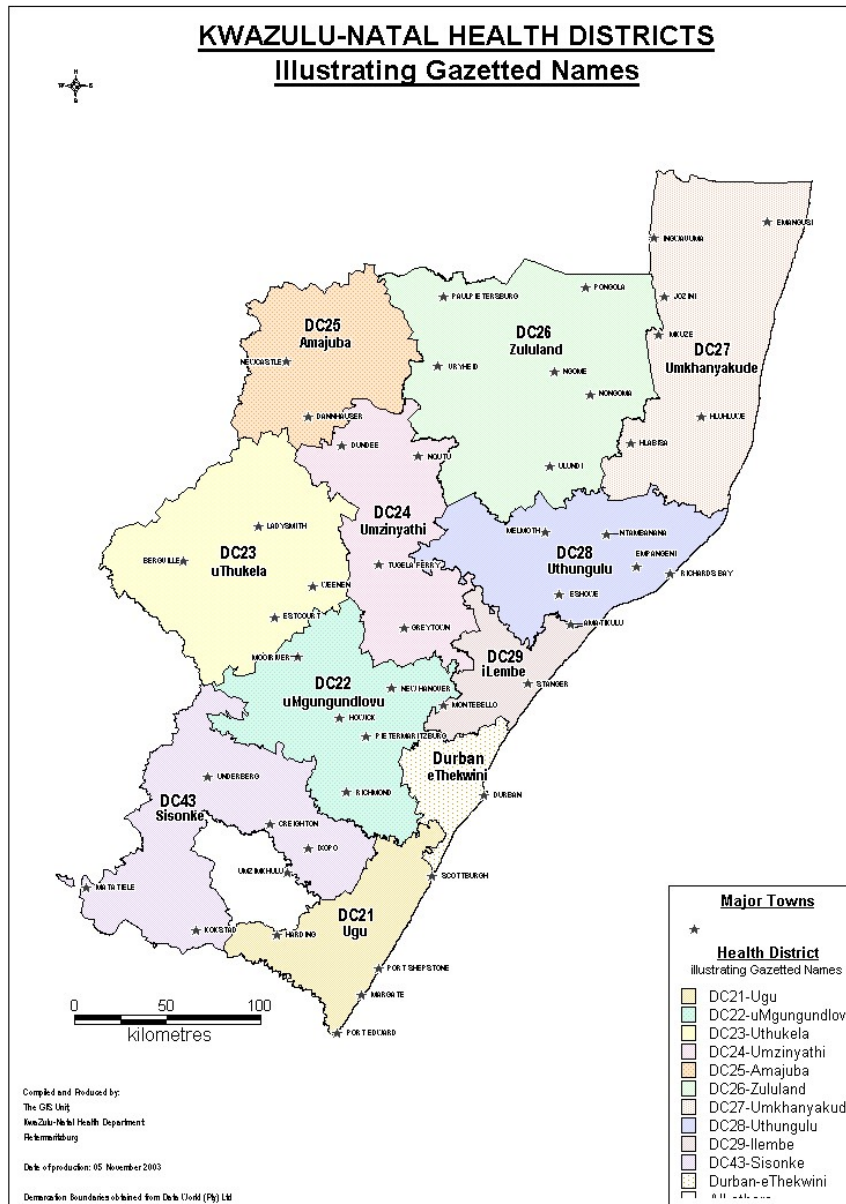 KWAZULU-NATAL HEALTH DISTRICTS
Illustrating Gazetted Names
N
W E
S
EMANGUSI
INGWAVUMA
PONGOLA
PAULPIETERSBURG
JOZINI
DC25
Amajuba
DC26
Zululand
MKUZE
DC27
Umkhanyakude
NEWCASTLE
VRYHEID
NGOME
NONGOMA
DANNHAUSER
HLUHLUWE
DUNDEE
NQUTU
HLABISA
ULUNDI
DC24
Umzinyathi
LADYSMITH
MELMOTH
NTAMBANANA
DC23
uThukela
BERGVILLE
DC28
Uthungulu
EMPANGENI
TUGELA FERRY
RICHARDS BAY
WEENEN
ESHOWE
ESTCOURT
GREYTOWN
AMATIKULU
MOOIRIVER
DC29
iLembe
DC22
uMgungundlovu
NEW HANOVER
STANGER
MONTEBELLO
HOWICK
PIETERMARITZBURG
Durban
eThekwini
UNDERBERG
RICHMOND
DURBAN
DC43
Sisonke
CREIGHTON
IXOPO
UMZIMKHULU
SCOTTBURGH
MATATIELE
DC21
Ugu
KOKSTAD
HARDING
PORT SHEPSTONE
MARGATE
PORT EDWARD
0 50 100
kilometres
Major Towns
Health District
illustrating Gazetted Names
DC21-Ugu
DC22-uMgungundlov
DC23-Uthukela
DC24-Umzinyathi
DC25-Amajuba
DC26-Zululand
DC27-Umkhanyakud
DC28-Uthungulu
DC29-Ilembe
DC43-Sisonke
Durban-eThekwini
Compiled and Produced by:
The GIS Unit,
KwaZulu-Natal Health Department
Pietermaritzburg
Date of production: 05 November 2003
Demarcation Boundaries obtained from Data World (Pty) Ltd